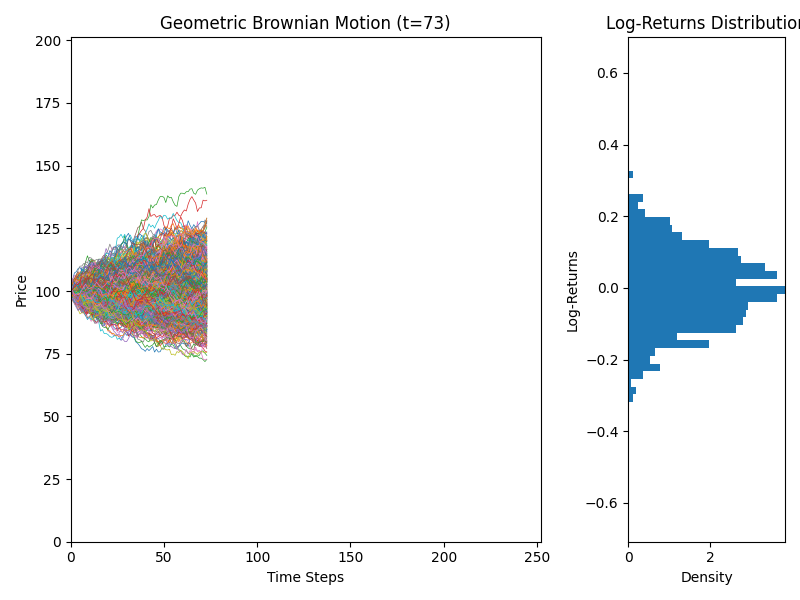 Geometric Brownian Motion (t=73)
Log-Returns Distribution
200
175
150
125
100
75
50
25
0
Price
0 50 100 150 200 250
Time Steps
0.6
0.4
0.2
0.0
−0.2
−0.4
−0.6
Log-Returns
0 2
Density